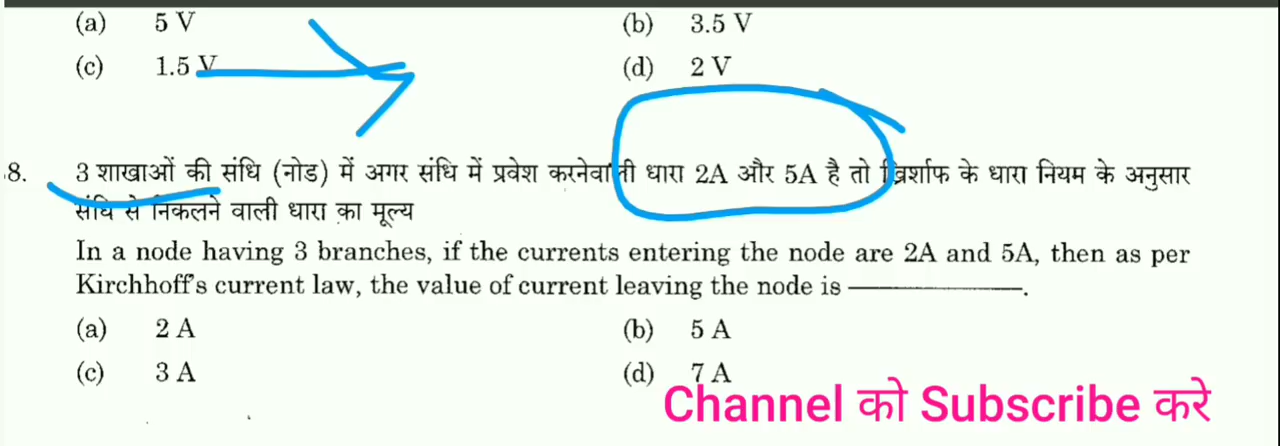 (a) 5 V (b) 3.5 V
(c) 1.5 V (d) 2 V
8. 3 शाखाओं की संधि (नोड) में अगर संधि में प्रवेश करनेवाली धारा 2A और 5A है तो क्रिर्शाफ के धारा नियम के अनुसार
संधि से निकलने वाली धारा का मूल्य
In a node having 3 branches, if the currents entering the node are 2A and 5A, then as per
Kirchhoff's current law, the value of current leaving the node is ————.
(a) 2 A (b) 5 A
(c) 3 A (d) 7 A
Channel को Subscribe करे